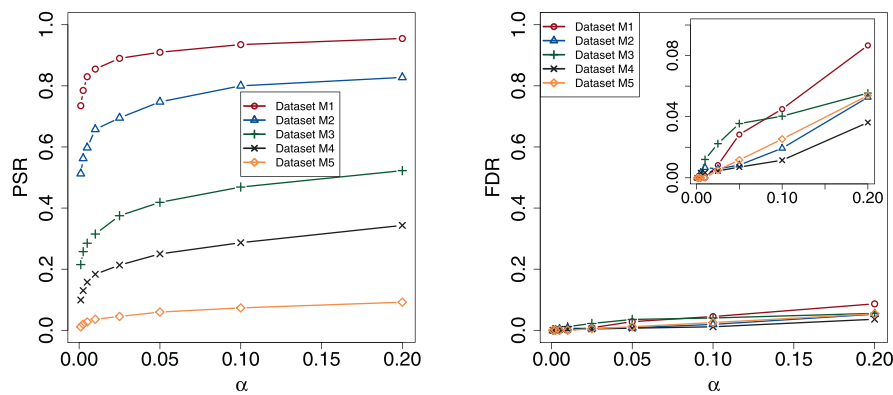 PSR
1.0
0.8
0.6
0.4
0.2
0.0
Dataset M1
Dataset M2
Dataset M3
Dataset M4
Dataset M5
0.00 0.05 0.10 0.15 0.20
α
FDR
1.0
0.8
0.6
0.4
0.2
0.0
Dataset M1
Dataset M2
Dataset M3
Dataset M4
Dataset M5
0.08
0.04
0.00
0.00 0.10 0.20
0.00 0.05 0.10 0.15 0.20
α